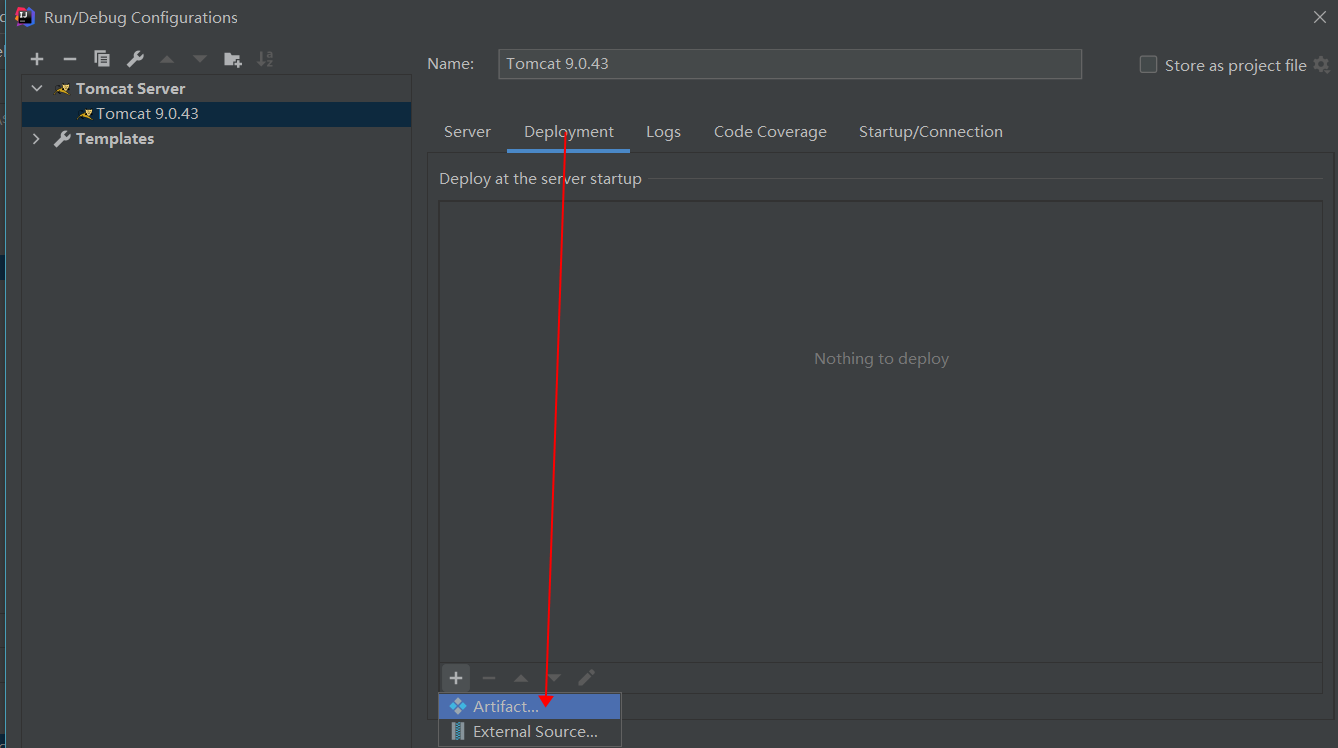 Run/Debug Configurations
Name:
Tomcat 9.0.43
Store as project file
Tomcat Server
Tomcat 9.0.43
Templates
Server
Deployment
Logs
Code Coverage
Startup/Connection
Deploy at the server startup
Nothing to deploy
Artifact...
External Source...